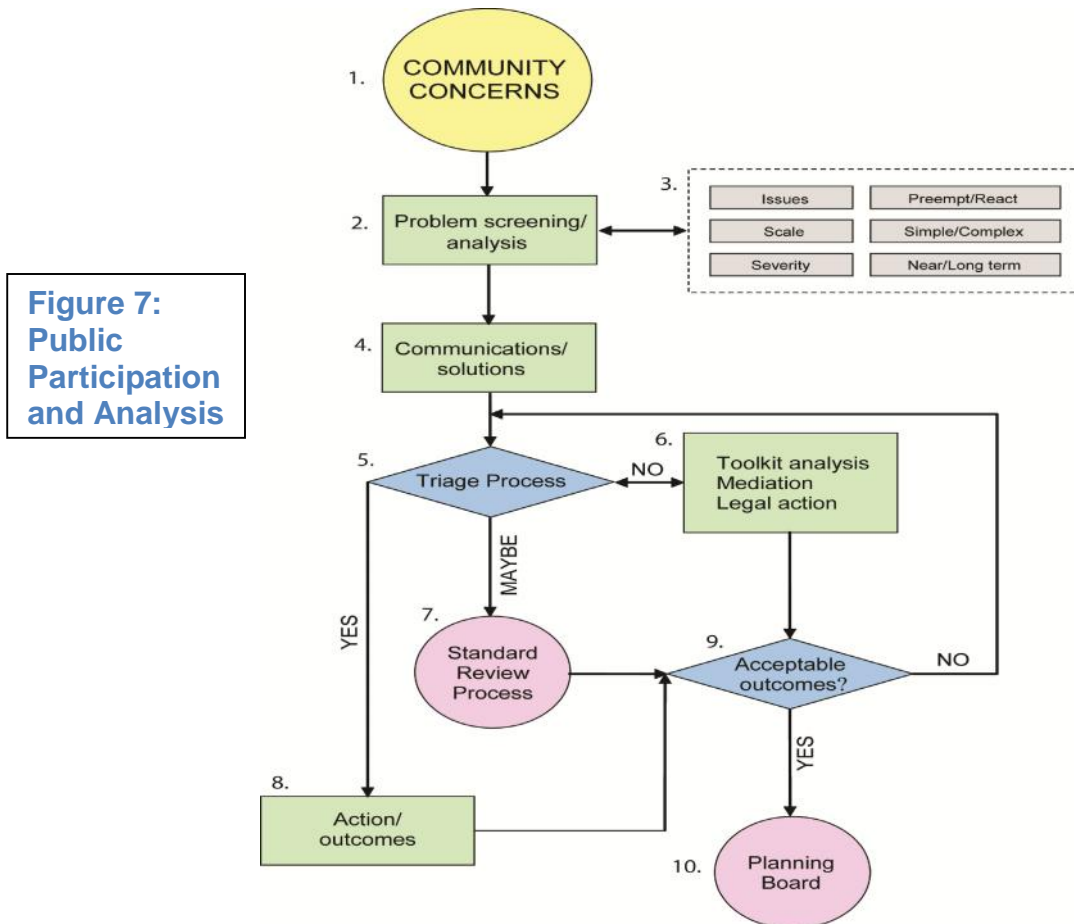 1.
COMMUNITY
CONCERNS
2.
Problem screening/
analysis
3.
Issues
Preempt/React
Scale
Simple/Complex
Severity
Near/Long term
Figure 7:
Public
Participation
and Analysis
4.
Communications/
solutions
5.
Triage Process
NO
6.
Toolkit analysis
Mediation
Legal action
YES
MAYBE
7.
Standard
Review
Process
9.
Acceptable
outcomes?
NO
YES
8.
Action/
outcomes
10.
Planning
Board